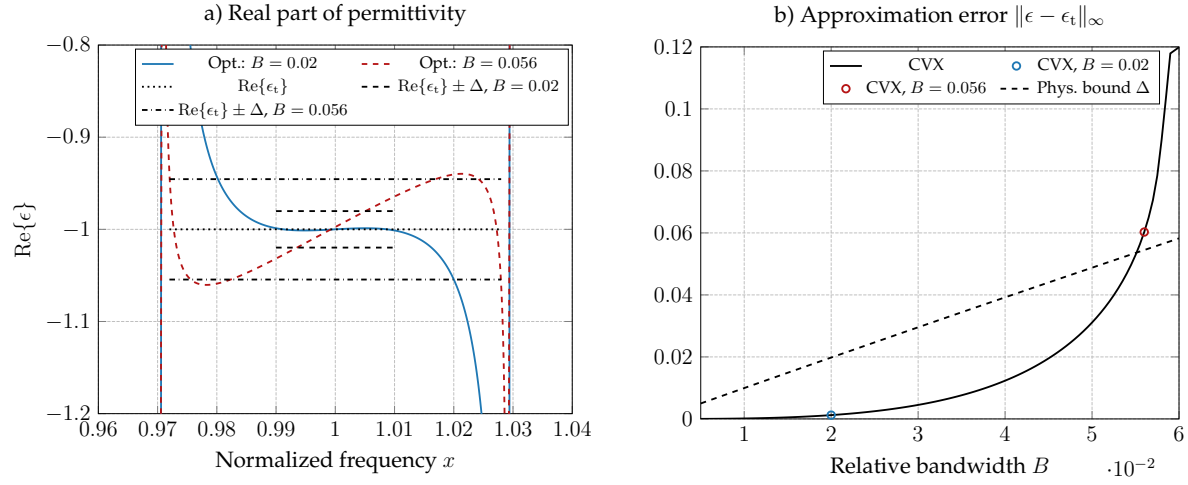 a) Real part of permittivity
−0.8
−0.9
−1
−1.1
−1.2
Re{ϵ}
Opt.: B = 0.02
Opt.: B = 0.056
Re{ϵt}
Re{ϵt} ± Δ, B = 0.02
Re{ϵt} ± Δ, B = 0.056
0.96 0.97 0.98 0.99 1 1.01 1.02 1.03 1.04
Normalized frequency x
b) Approximation error ∥ϵ − ϵt∥∞
0.12
0.1
0.08
0.06
0.04
0.02
0
CVX
CVX, B = 0.02
CVX, B = 0.056
Phys. bound Δ
1 2 3 4 5 6
Relative bandwidth B
·10−2